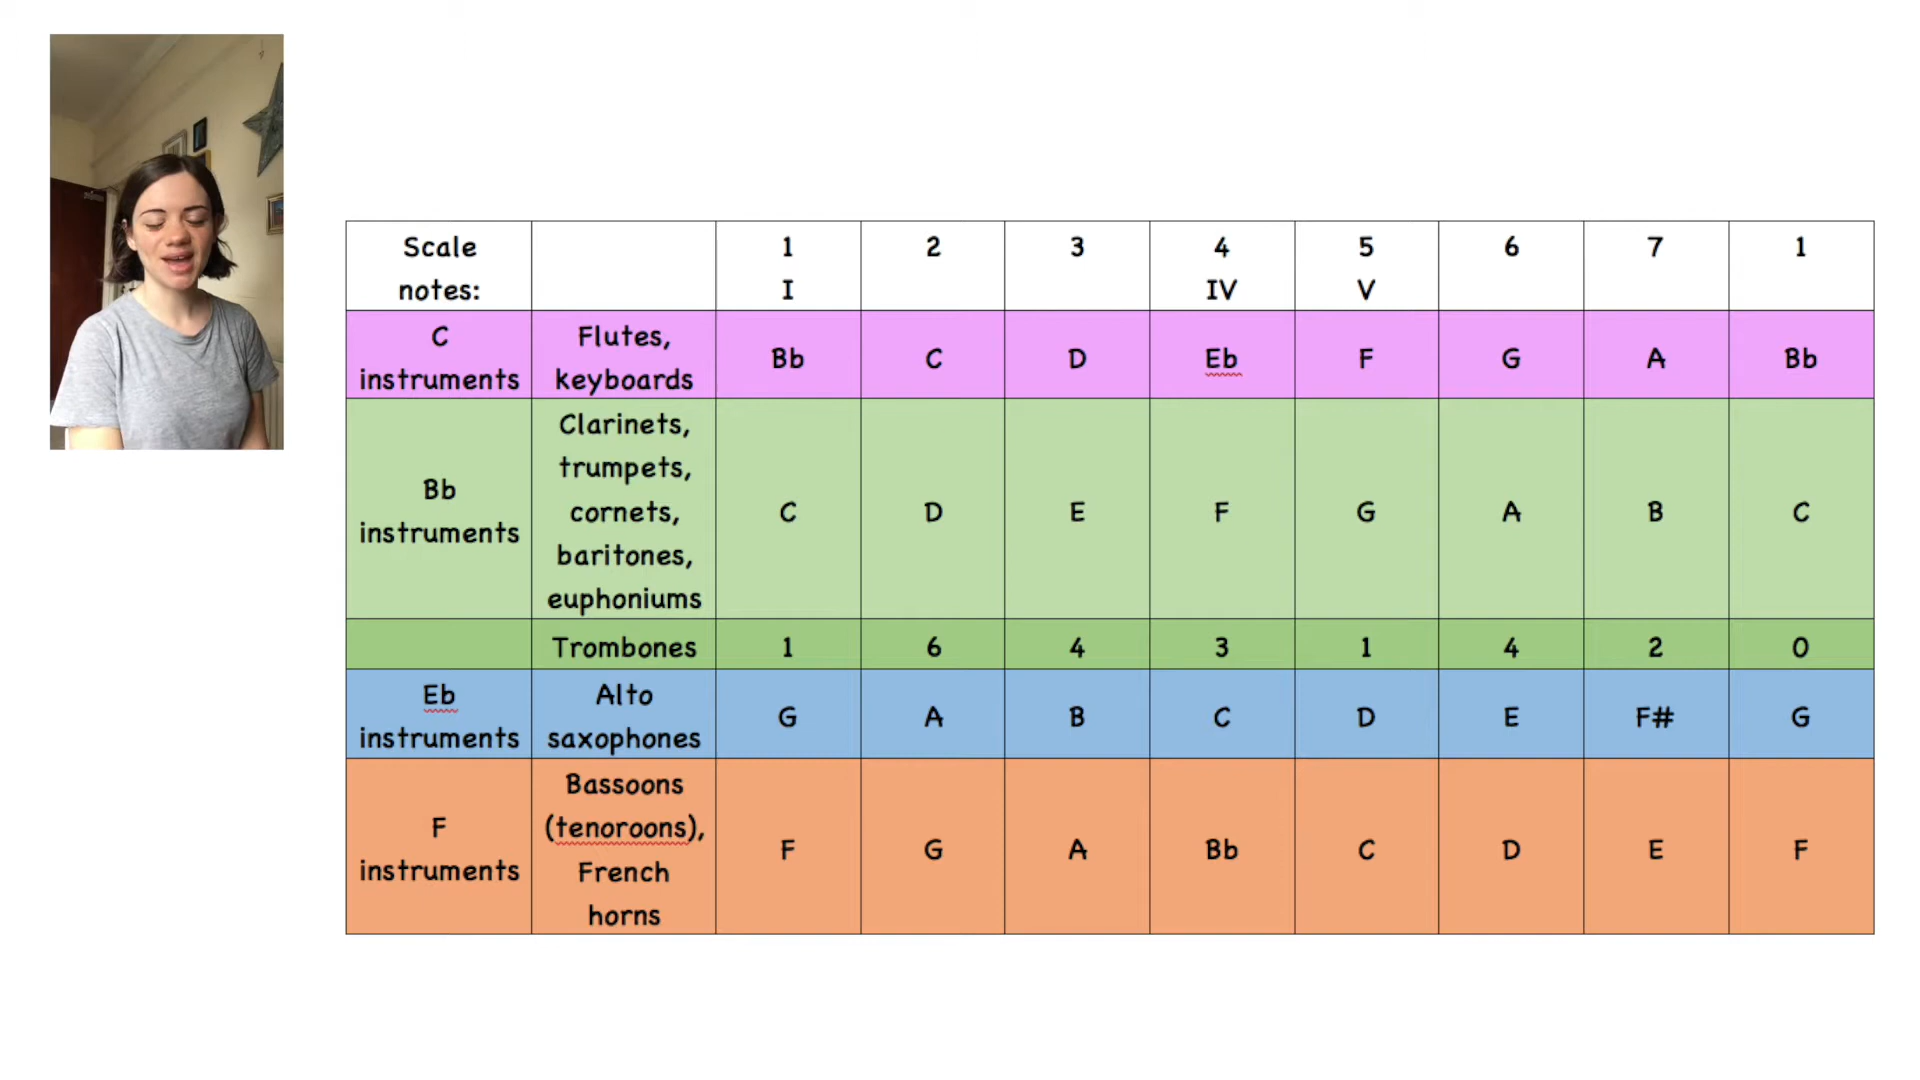 Scale notes: 1 I 2 3 4 IV 5 V 6 7 1
C instruments Flutes, keyboards Bb C D Eb F G A Bb
Bb instruments Clarinets, trumpets, cornets, baritones, euphoniums C D E F G A B C
Trombones 1 6 4 3 1 4 2 0
Eb instruments Alto saxophones G A B C D E F# G
F instruments Bassoons (tenoroons), French horns F G A Bb C D E F